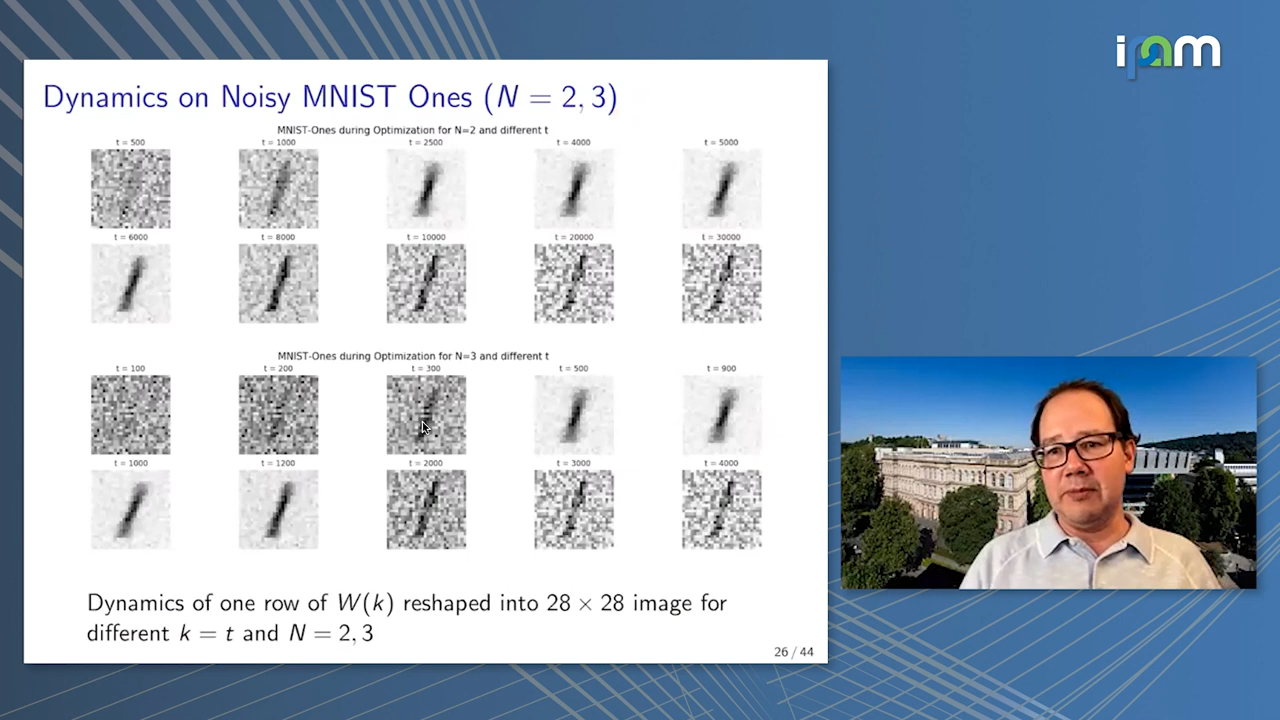 ipam
Dynamics on Noisy MNIST Ones (N = 2, 3)
MNIST-Ones during Optimization for N=2 and different t
t = 500 t = 1000 t = 2500 t = 4000 t = 5000
t = 6000 t = 8000 t = 10000 t = 20000 t = 30000
MNIST-Ones during Optimization for N=3 and different t
t = 100 t = 200 t = 300 t = 500 t = 900
t = 1000 t = 1200 t = 2000 t = 3000 t = 4000
Dynamics of one row of W(k) reshaped into 28 × 28 image for
different k = t and N = 2, 3
26 / 44